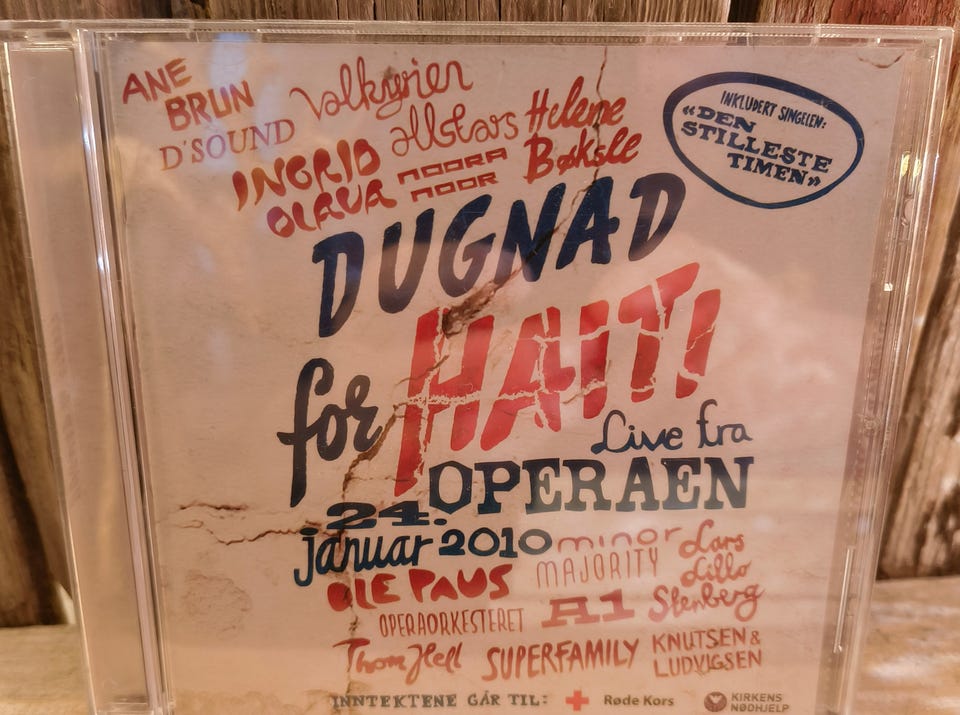 ANE
BRUN
Valkyrien
D'SOUND
allstars
INGRID
OLAVA
NOORA
NOOR
Helene
Bøksle
INKLUDERT SINGELEN:
«DEN
STILLESTE
TIMEN»
DUGNAD
for HAITI
Live fra
OPERAEN
24.
januar 2010
minor
MAJORITY
Lars
Lillo
Stenberg
OLE PAUS
OPERAORKESTERET
A1
Thom Hell
SUPERFAMILY
KNUTSEN &
LUDVIGSEN
INNTEKTENE GÅR TIL:
Røde Kors
KIRKENS
NØDHJELP